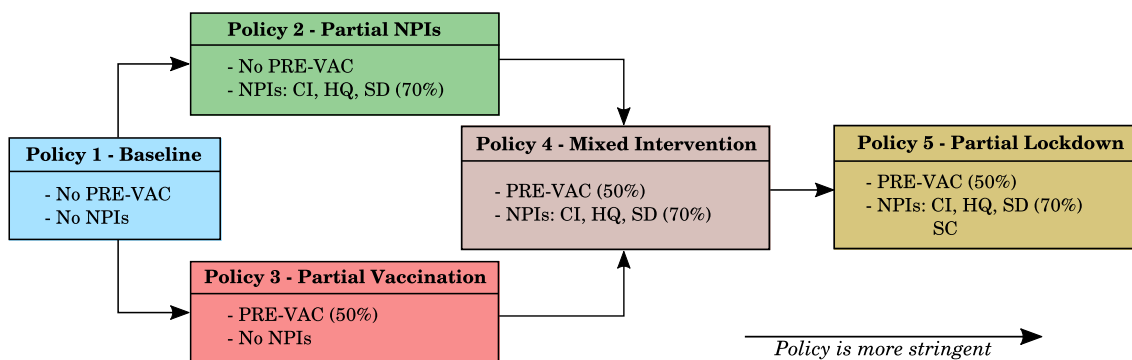 Policy 2 - Partial NPIs
- No PRE-VAC
- NPIs: CI, HQ, SD (70%)
Policy 1 - Baseline
- No PRE-VAC
- No NPIs
Policy 3 - Partial Vaccination
- PRE-VAC (50%)
- No NPIs
Policy 4 - Mixed Intervention
- PRE-VAC (50%)
- NPIs: CI, HQ, SD (70%)
Policy 5 - Partial Lockdown
- PRE-VAC (50%)
- NPIs: CI, HQ, SD (70%)
SC
Policy is more stringent